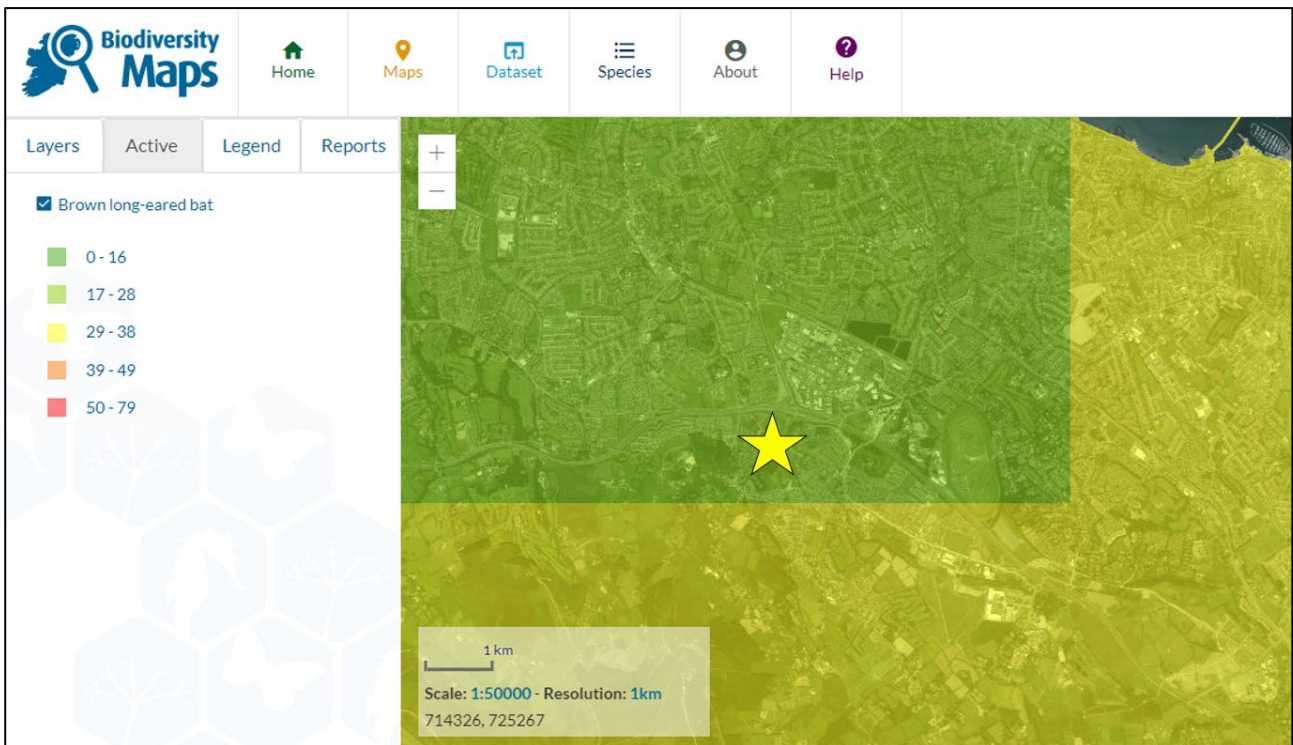 Biodiversity
Maps
Home
Maps
Dataset
Species
About
Help
Layers
Active
Legend
Reports
Brown long-eared bat
0 - 16
17 - 28
29 - 38
39 - 49
50 - 79
+
−
1 km
Scale: 1:50000 - Resolution: 1km
714326, 725267